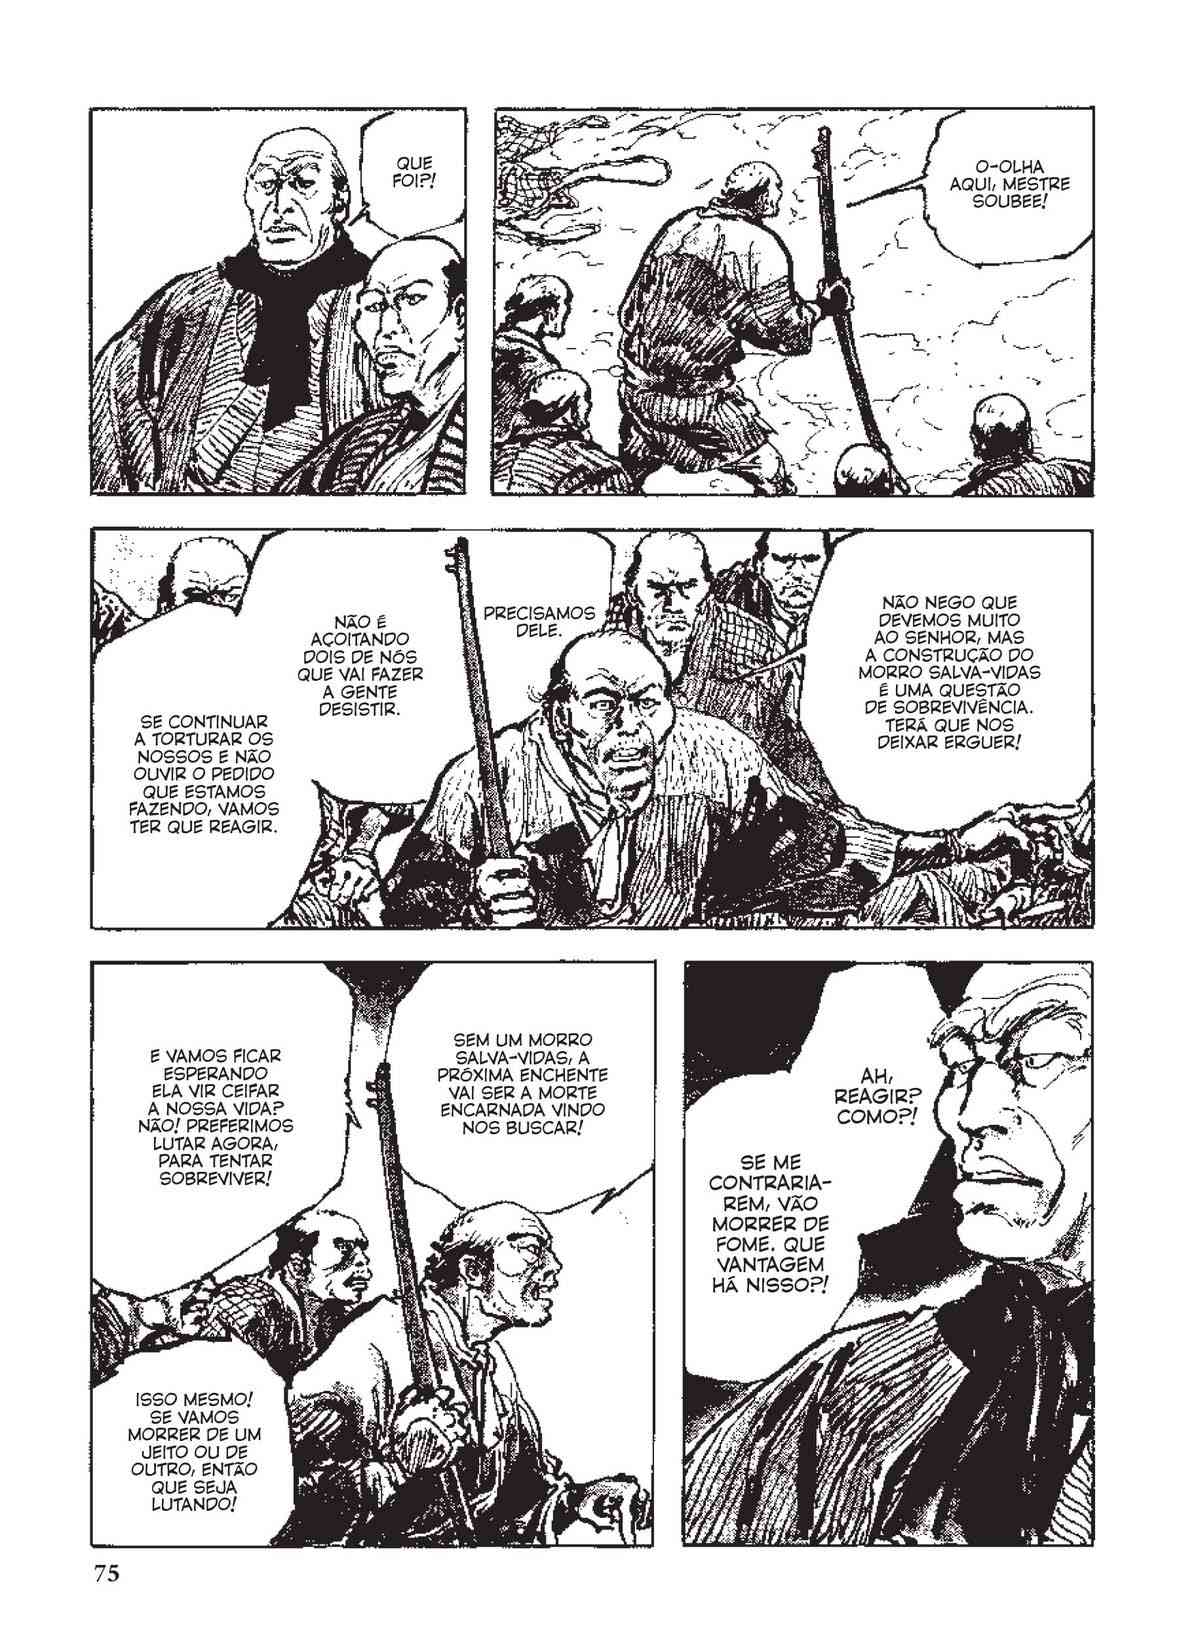 O-OLHA
AQUI, MESTRE
SOUBEE!
QUE
FOI?!
NÃO NEGO QUE
DEVEMOS MUITO
AO SENHOR, MAS
A CONSTRUÇÃO DO
MORRO SALVA-VIDAS
É UMA QUESTÃO
DE SOBREVIVÊNCIA.
TERÁ QUE NOS
DEIXAR ERGUER!
PRECISAMOS
DELE.
NÃO É
AÇOITANDO
DOIS DE NÓS
QUE VAI FAZER
A GENTE
DESISTIR.
SE CONTINUAR
A TORTURAR OS
NOSSOS E NÃO
OUVIR O PEDIDO
QUE ESTAMOS
FAZENDO, VAMOS
TER QUE REAGIR.
AH,
REAGIR?
COMO?!
SE ME
CONTRARIA-
REM, VÃO
MORRER DE
FOME. QUE
VANTAGEM
HÁ NISSO?!
SEM UM MORRO
SALVA-VIDAS, A
PRÓXIMA ENCHENTE
VAI SER A MORTE
ENCARNADA VINDO
NOS BUSCAR!
E VAMOS FICAR
ESPERANDO
ELA VIR CEIFAR
A NOSSA VIDA?
NÃO! PREFERIMOS
LUTAR AGORA,
PARA TENTAR
SOBREVIVER!
ISSO MESMO!
SE VAMOS
MORRER DE UM
JEITO OU DE
OUTRO, ENTÃO
QUE SEJA
LUTANDO!
75